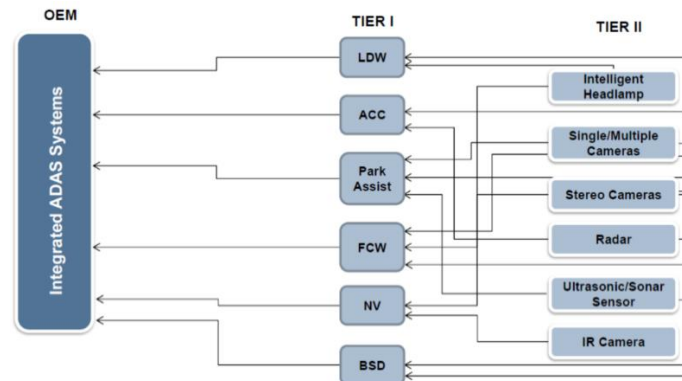 OEM
TIER I
TIER II
Integrated ADAS Systems
LDW
ACC
Park
Assist
FCW
NV
BSD
Intelligent
Headlamp
Single/Multiple
Cameras
Stereo Cameras
Radar
Ultrasonic/Sonar
Sensor
IR Camera